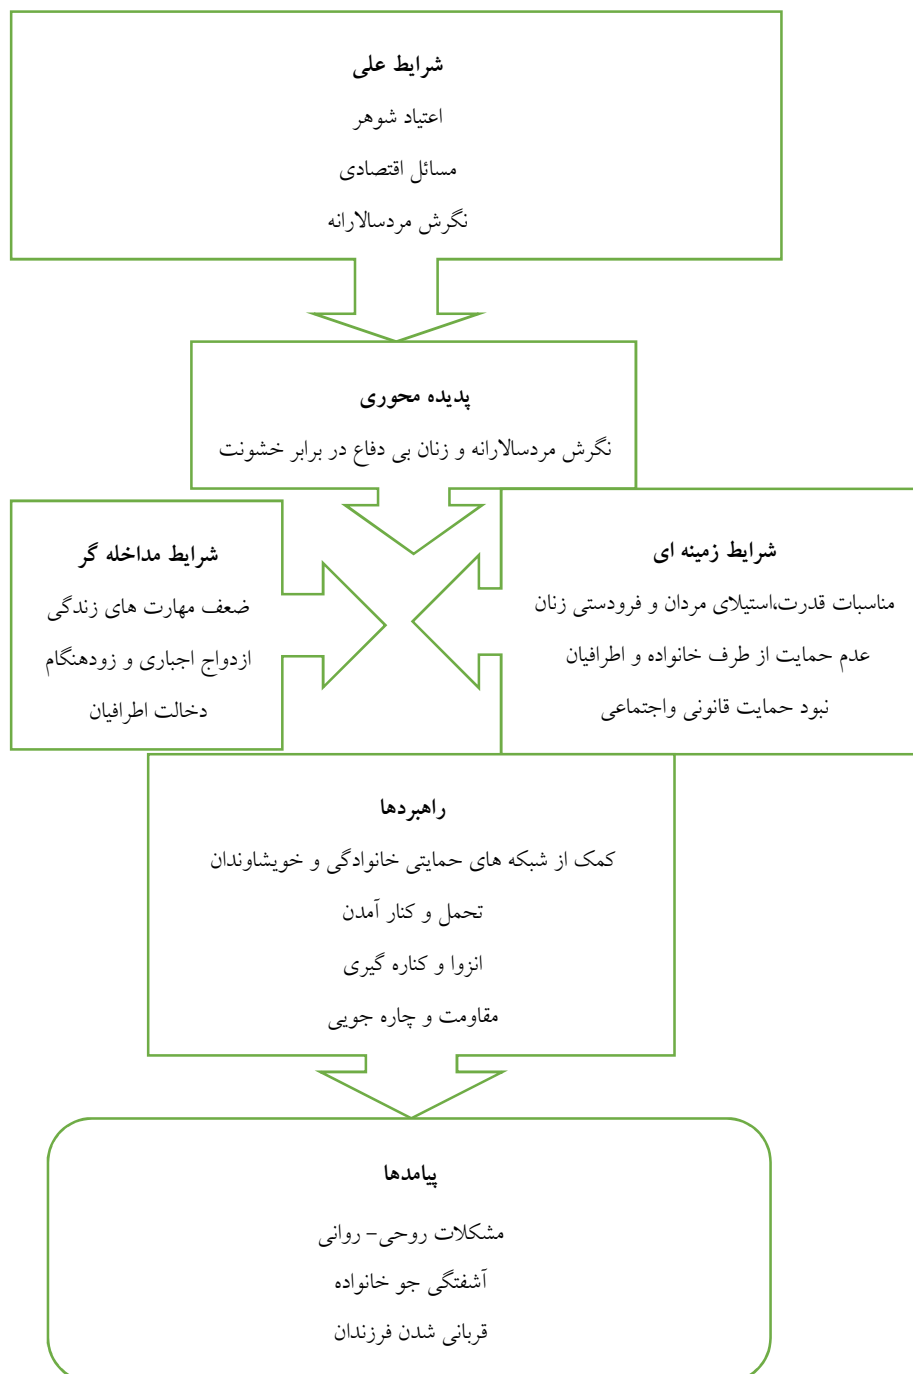 شرایط علی
اعتیاد شوهر
مسائل اقتصادی
نگرش مردسالارانه
پدیده محوری
نگرش مردسالارانه و زنان بی دفاع در برابر خشونت
شرایط زمینه ای
مناسبات قدرت،استیلای مردان و فرودستی زنان
عدم حمایت از طرف خانواده و اطرافیان
نبود حمایت قانونی واجتماعی
شرایط مداخله گر
ضعف مهارت های زندگی
ازدواج اجباری و زودهنگام
دخالت اطرافیان
راهبردها
کمک از شبکه های حمایتی خانوادگی و خویشاوندان
تحمل و کنار آمدن
انزوا و کناره گیری
مقاومت و چاره جویی
پیامدها
مشکلات روحی- روانی
آشفتگی جو خانواده
قربانی شدن فرزندان